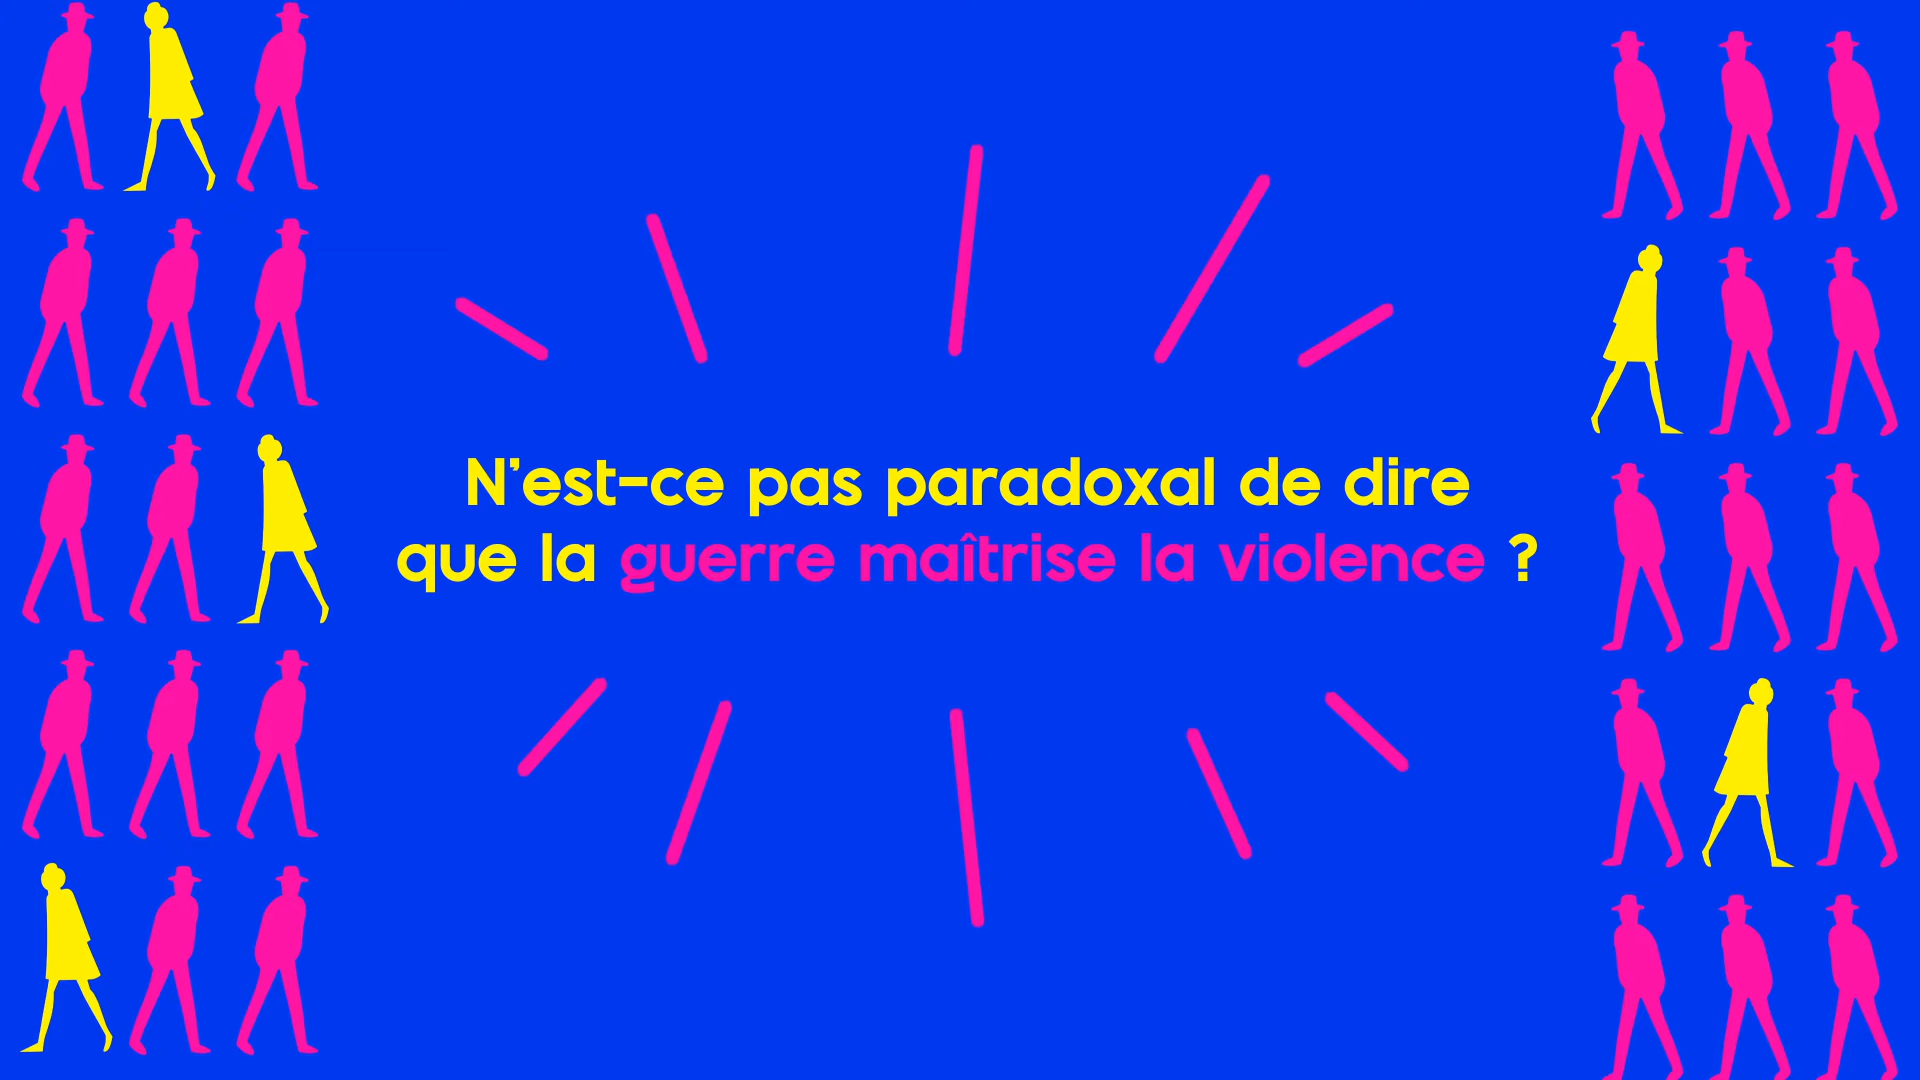 N’est-ce pas paradoxal de dire
que la guerre maîtrise la violence ?